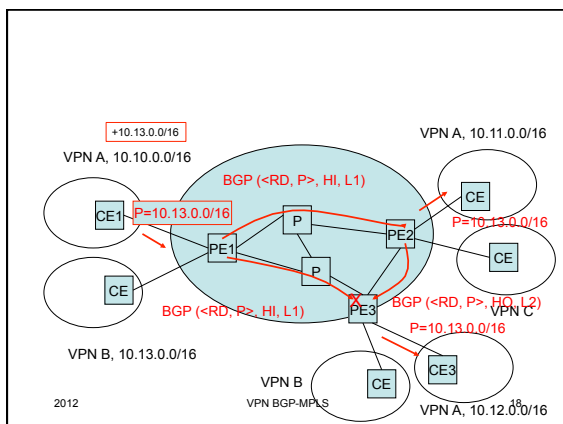 +10.13.0.0/16
VPN A, 10.10.0.0/16
VPN A, 10.11.0.0/16
BGP (<RD, P>, HI, L1)
CE
CE1
P=10.13.0.0/16
P=10.13.0.0/16
P
PE1
PE2
CE
P
CE
BGP (<RD, P>, HI, L1)
BGP (<RD, P>, HO, L2)
PE3
VPN C
P=10.13.0.0/16
VPN B, 10.13.0.0/16
VPN B
CE
CE3
2012
VPN BGP-MPLS
18
VPN A, 10.12.0.0/16